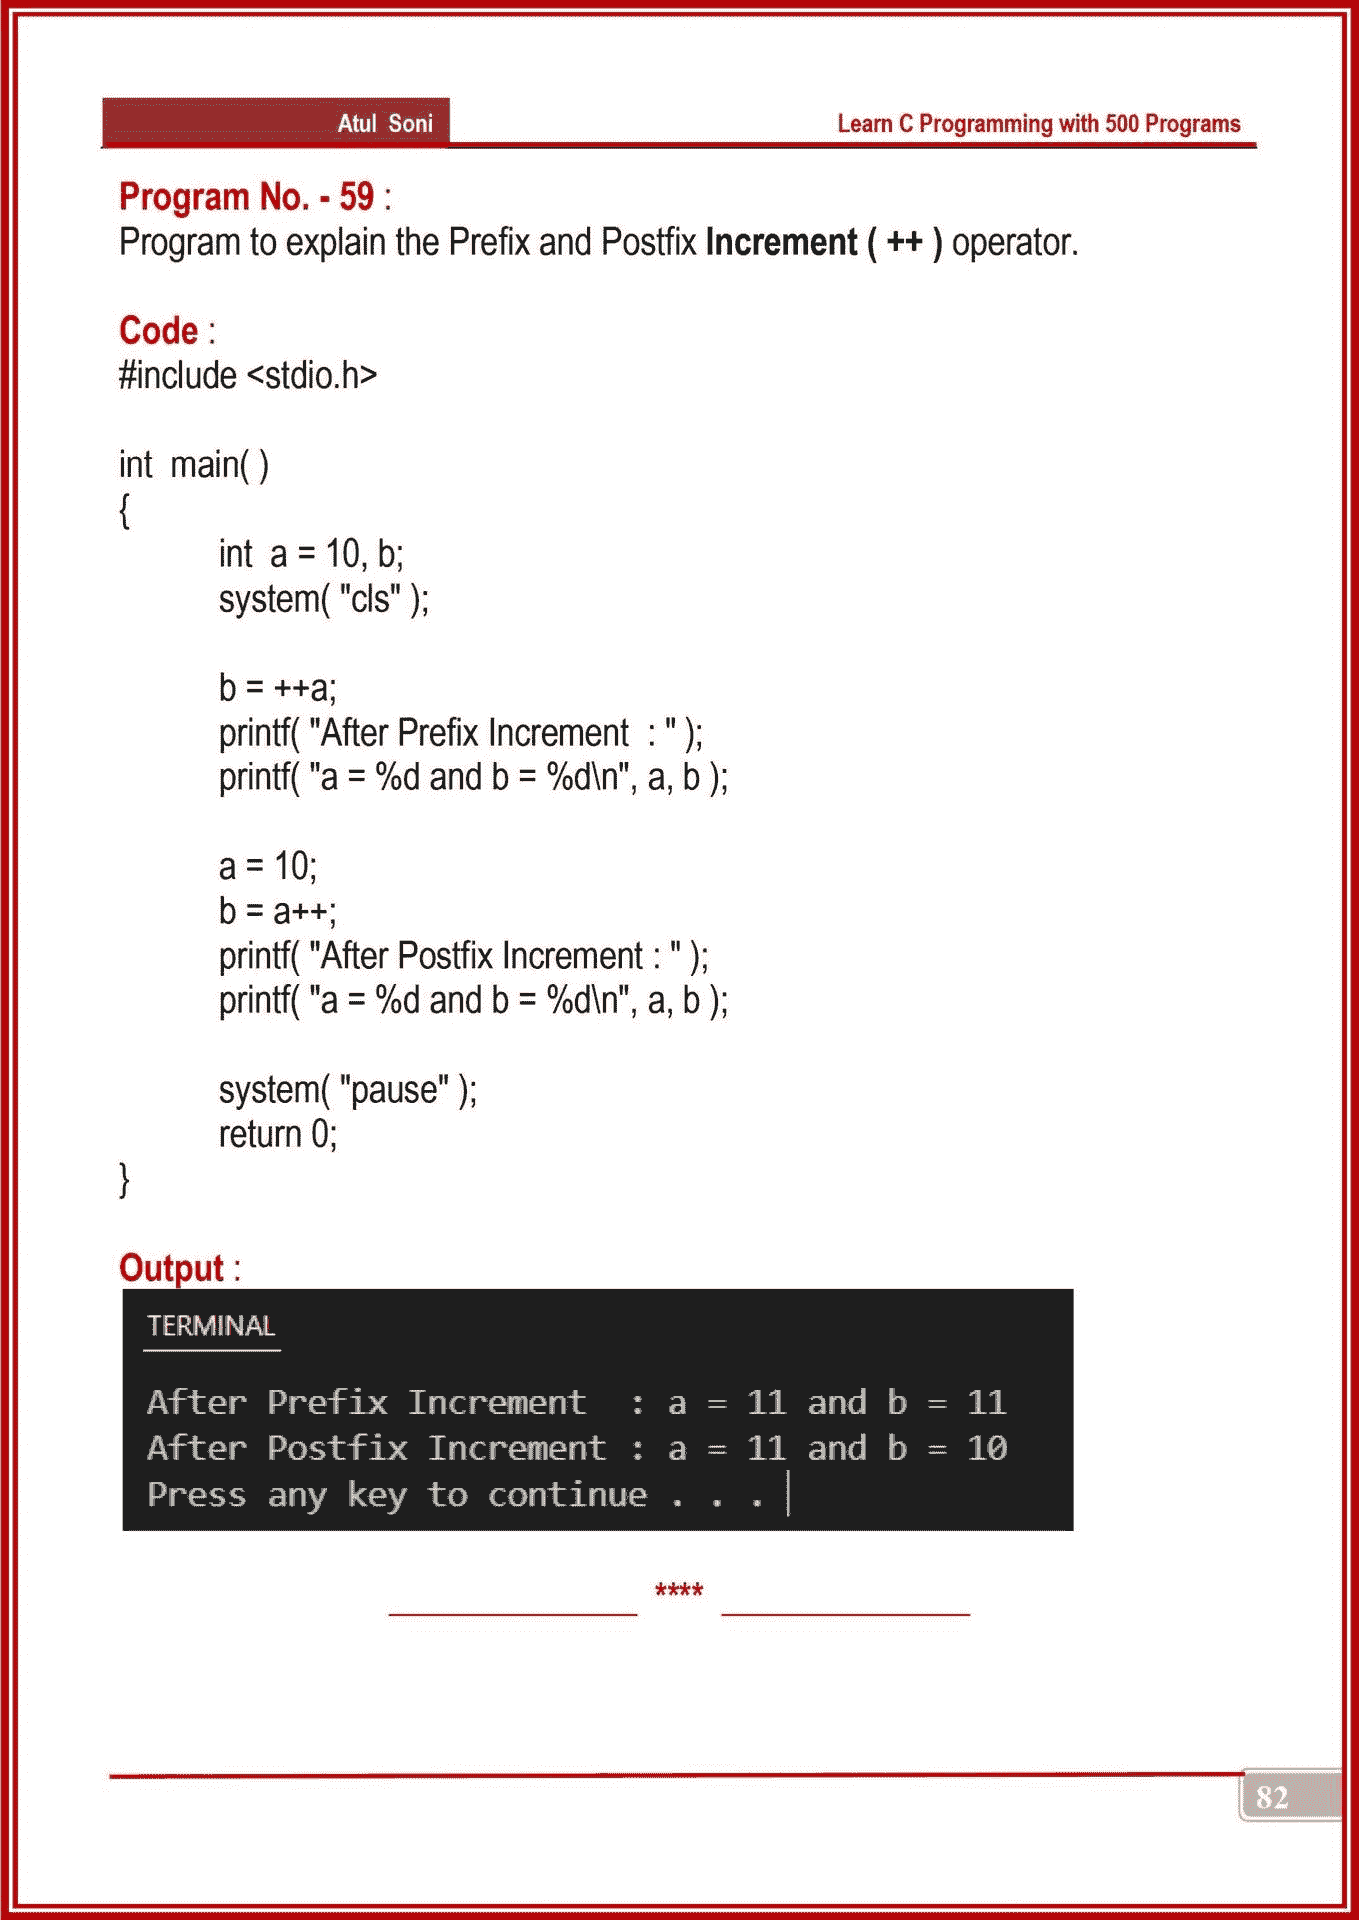 Atul  Soni
Learn C Programming with 500 Programs
Program No. - 59 :
Program to explain the Prefix and Postfix Increment ( ++ ) operator.
Code :
#include <stdio.h>
int  main( )
{
int  a = 10, b;
system( "cls" );
b = ++a;
printf( "After Prefix Increment  : " );
printf( "a = %d and b = %d\n", a, b );
a = 10;
b = a++;
printf( "After Postfix Increment : " );
printf( "a = %d and b = %d\n", a, b );
system( "pause" );
return 0;
}
Output :
TERMINAL
After Prefix Increment  : a = 11 and b = 11
After Postfix Increment : a = 11 and b = 10
Press any key to continue . . .
****
82